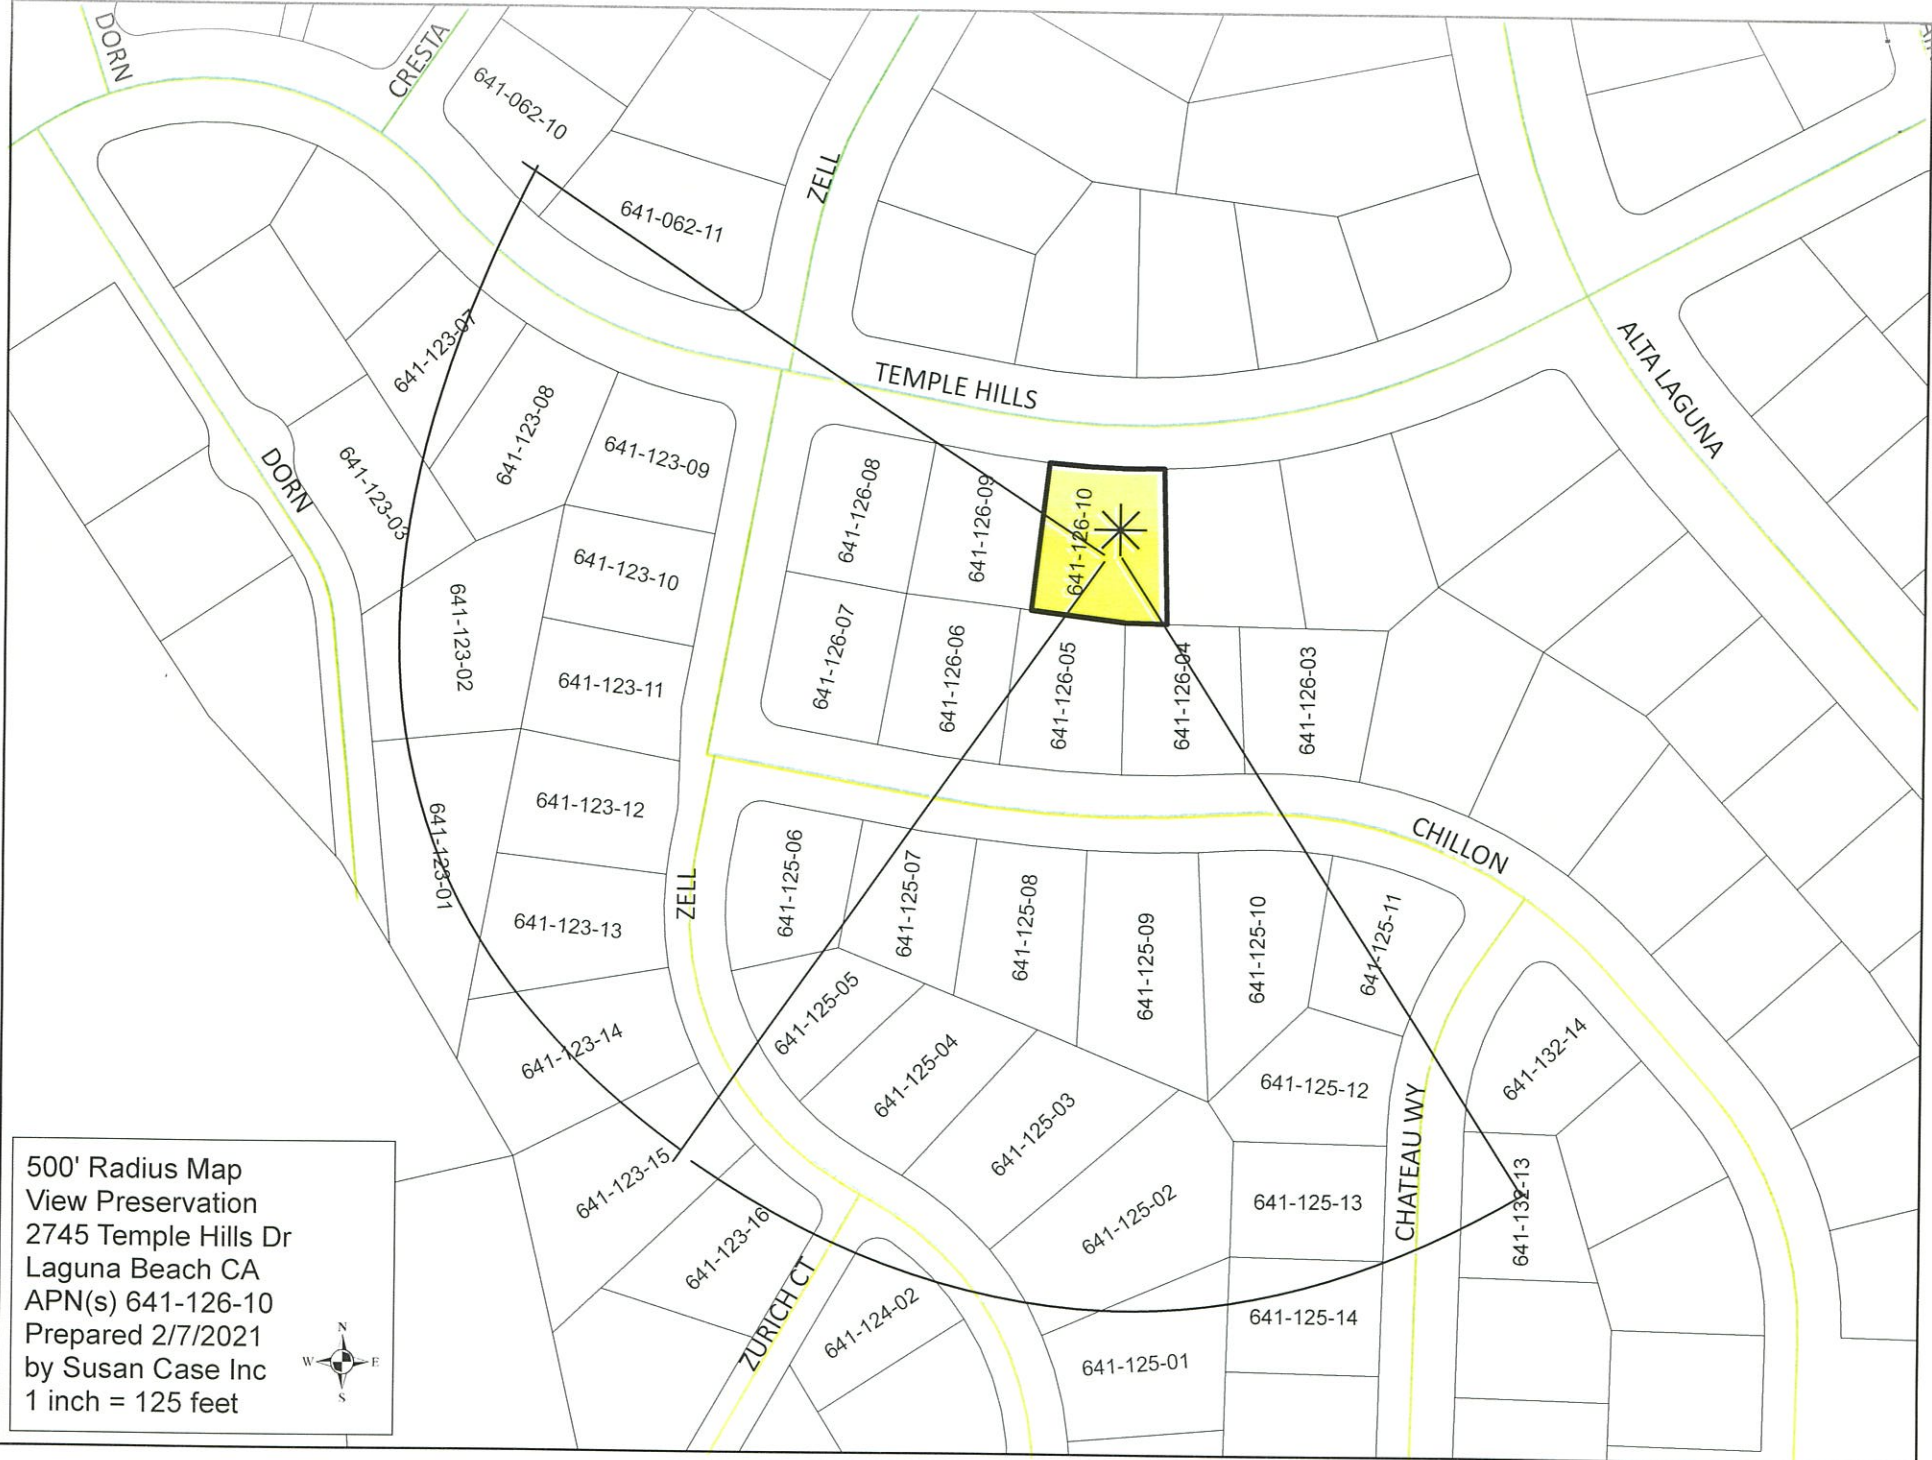 DORN
CRESTA
641-062-10
641-062-11
ZELL
641-123-07
641-123-08
641-123-09
641-123-03
DORN
641-123-10
641-123-02
641-123-11
641-123-12
641-123-01
641-123-13
641-123-14
641-123-15
641-123-16
TEMPLE HILLS
ALTA LAGUNA
641-126-08
641-126-09
641-126-10
641-126-07
641-126-06
641-126-05
641-126-04
641-126-03
CHILLON
ZELL
641-125-06
641-125-07
641-125-08
641-125-09
641-125-10
641-125-11
641-125-05
641-125-04
641-125-03
641-125-02
641-125-12
641-125-13
641-125-14
641-125-01
CHATEAU WY
641-132-14
641-132-13
ZURICH CT
641-124-02
500' Radius Map
View Preservation
2745 Temple Hills Dr
Laguna Beach CA
APN(s) 641-126-10
Prepared 2/7/2021
by Susan Case Inc
1 inch = 125 feet
N
W E
S